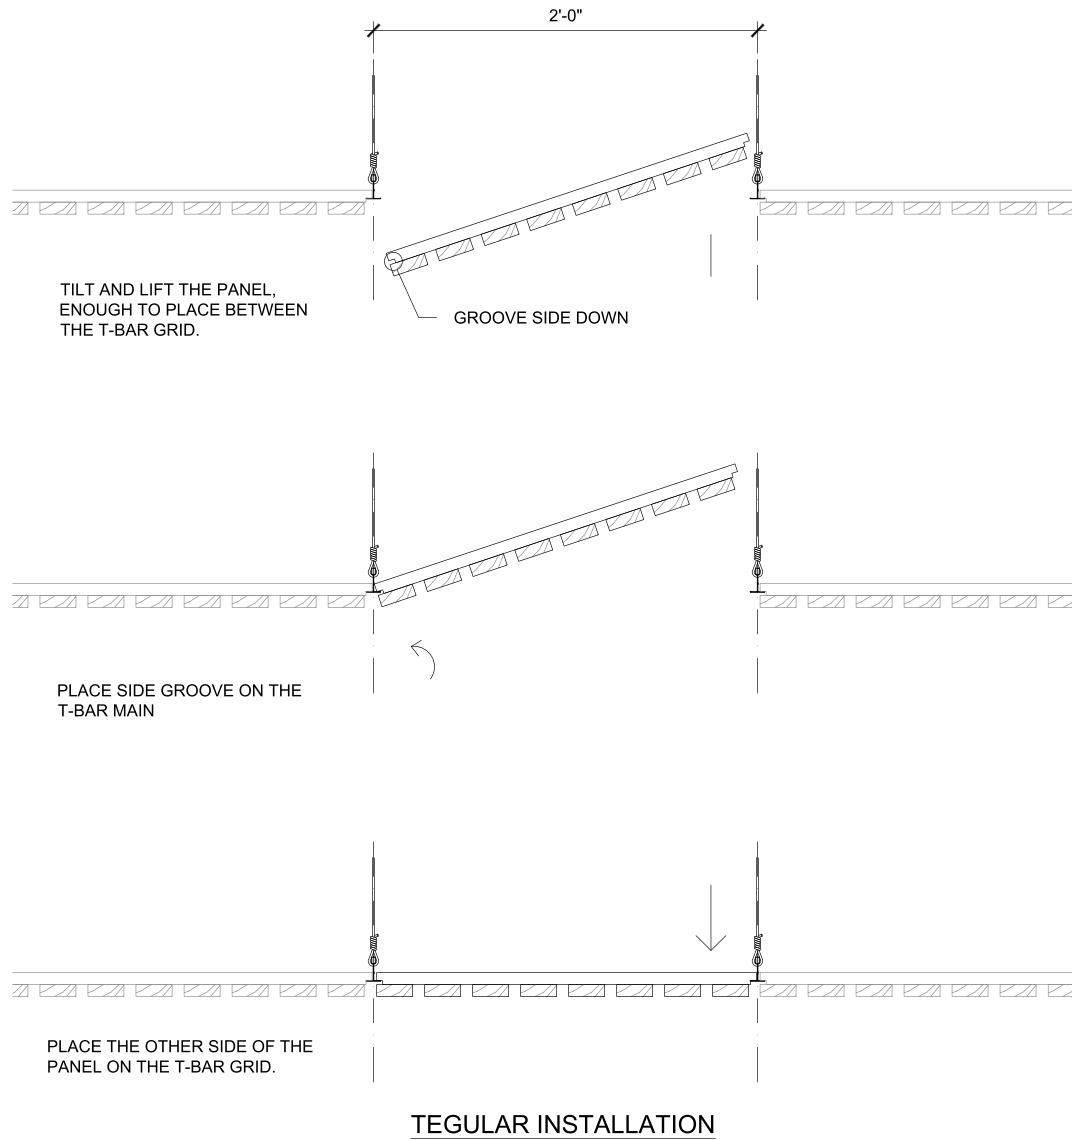 2'-0"
TILT AND LIFT THE PANEL,
ENOUGH TO PLACE BETWEEN
THE T-BAR GRID.
GROOVE SIDE DOWN
PLACE SIDE GROOVE ON THE
T-BAR MAIN
PLACE THE OTHER SIDE OF THE
PANEL ON THE T-BAR GRID.
TEGULAR INSTALLATION